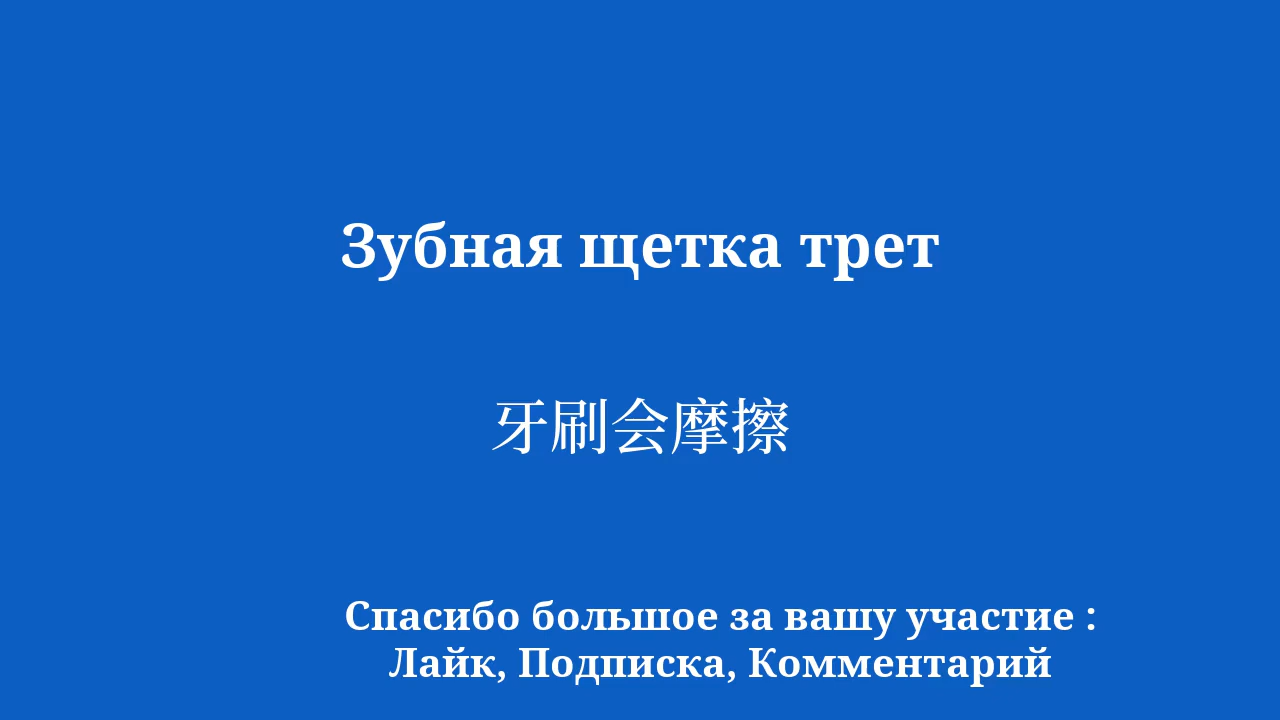 Зубная щетка трет
牙刷会摩擦
Спасибо большое за вашу участие :
Лайк, Подписка, Комментарий